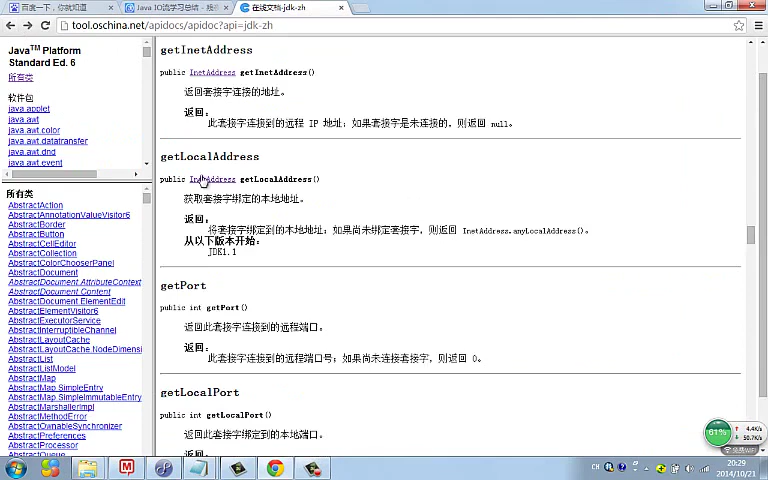 百度一下，你就知道
Java IO流学习总结 - 践
在线文档-jdk-zh
tool.oschina.net/apidocs/apidoc?api=jdk-zh
Java™ Platform
Standard Ed. 6
所有类
软件包
java.applet
java.awt
java.awt.color
java.awt.datatransfer
java.awt.dnd
java.awt.event
所有类
AbstractAction
AbstractAnnotationValueVisitor6
AbstractBorder
AbstractButton
AbstractCellEditor
AbstractCollection
AbstractColorChooserPanel
AbstractDocument
AbstractDocument.AttributeContext
AbstractDocument.Content
AbstractDocument.ElementEdit
AbstractElementVisitor6
AbstractExecutorService
AbstractInterruptibleChannel
AbstractLayoutCache
AbstractLayoutCache.NodeDimensi
AbstractList
AbstractListModel
AbstractMap
AbstractMap.SimpleEntry
AbstractMap.SimpleImmutableEntry
AbstractMarshallerImpl
AbstractMethodError
AbstractOwnableSynchronizer
AbstractPreferences
AbstractProcessor
AbstractQueue
getInetAddress
public InetAddress getInetAddress()
返回套接字连接的地址。
返回：
此套接字连接到的远程 IP 地址；如果套接字是未连接的，则返回 null。
getLocalAddress
public InetAddress getLocalAddress()
获取套接字绑定的本地地址。
返回：
将套接字绑定到的本地地址；如果尚未绑定套接字，则返回 InetAddress.anyLocalAddress()。
从以下版本开始：
JDK1.1
getPort
public int getPort()
返回此套接字连接到的远程端口。
返回：
此套接字连接到的远程端口号；如果尚未连接套接字，则返回 0。
getLocalPort
public int getLocalPort()
返回此套接字绑定到的本地端口。
返回：
61%
4.4K/s
50.7K/s
免费WiFi
CH
20:29
2014/10/21